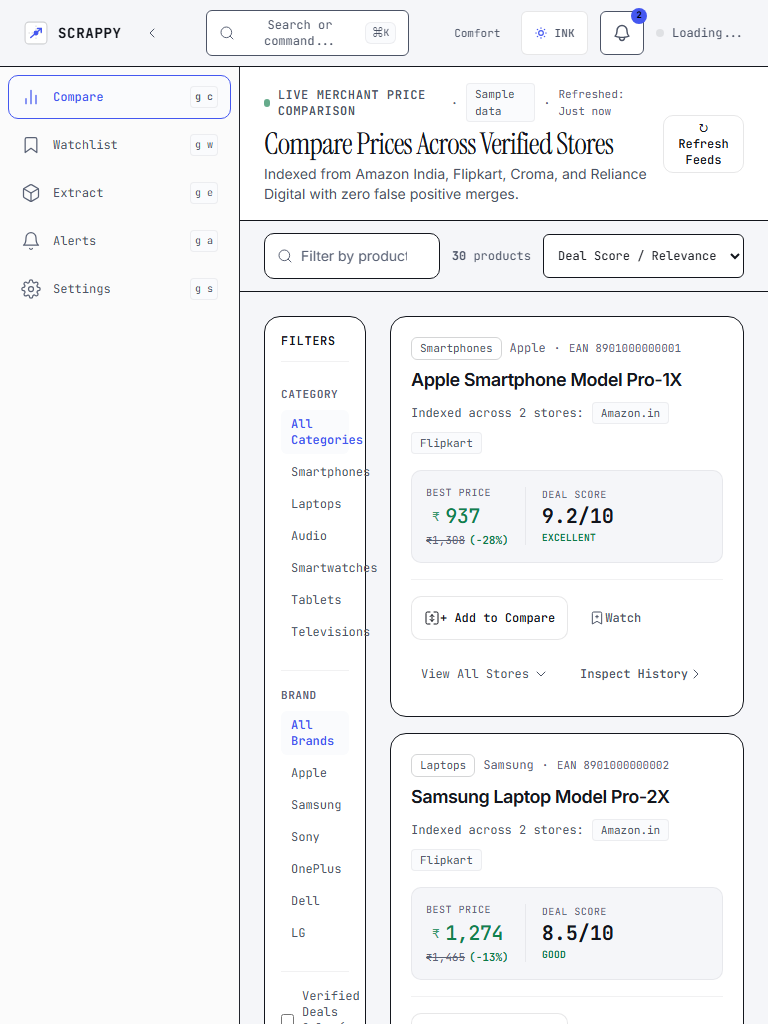 SCRAPPY
Search or
command...
⌘K
Comfort
INK
2
Loading...
Compare
g c
Watchlist
g w
Extract
g e
Alerts
g a
Settings
g s
LIVE MERCHANT PRICE
COMPARISON
·
Sample
data
·
Refreshed:
Just now
Compare Prices Across Verified Stores
Indexed from Amazon India, Flipkart, Croma, and Reliance
Digital with zero false positive merges.
↻
Refresh
Feeds
Filter by product
30 products
Deal Score / Relevance
FILTERS
CATEGORY
All
Categories
Smartphones
Laptops
Audio
Smartwatches
Tablets
Televisions
BRAND
All
Brands
Apple
Samsung
Sony
OnePlus
Dell
LG
Verified
Deals
Smartphones Apple · EAN 8901000000001
Apple Smartphone Model Pro-1X
Indexed across 2 stores: Amazon.in
Flipkart
BEST PRICE
₹ 937
₹1,308 (-28%)
DEAL SCORE
9.2/10
EXCELLENT
+ Add to Compare
Watch
View All Stores
Inspect History
Laptops Samsung · EAN 8901000000002
Samsung Laptop Model Pro-2X
Indexed across 2 stores: Amazon.in
Flipkart
BEST PRICE
₹ 1,274
₹1,465 (-13%)
DEAL SCORE
8.5/10
GOOD